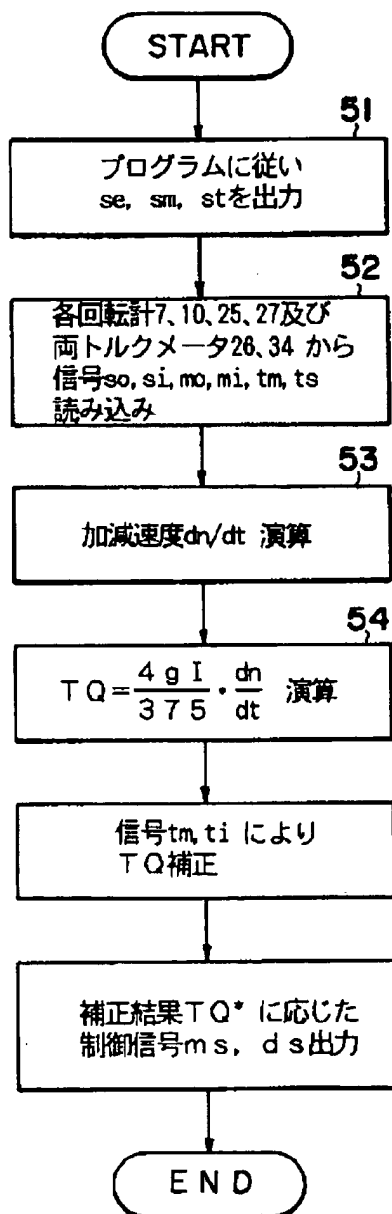 START
51
プログラムに従い
se, sm, stを出力
52
各回転計7、10、25、27及び
両トルクメータ26、34 から
信号so,si,mo,mi,tm,ts
読み込み
53
加減速度dn/dt 演算
54
TQ=4gI/375・dn/dt 演算
信号tm,ti により
TQ補正
補正結果TQ* に応じた
制御信号ms, ds出力
END